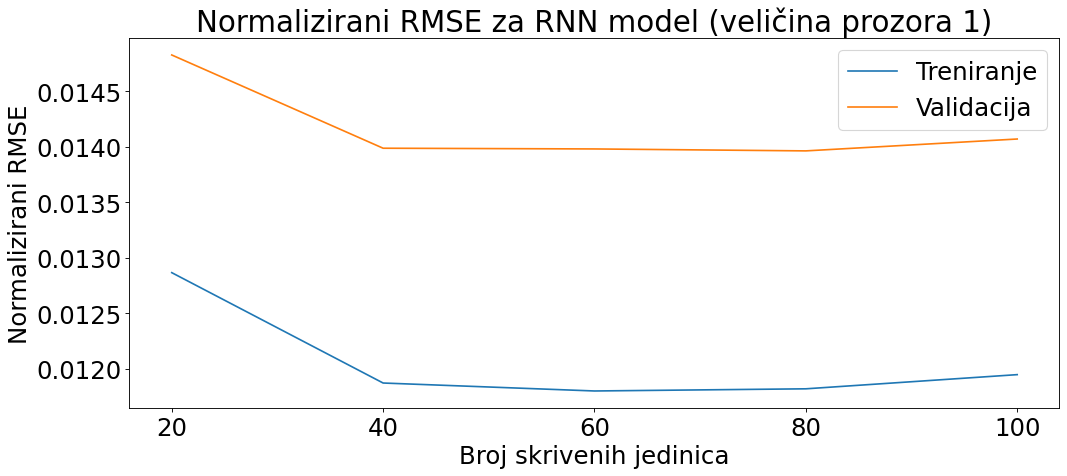 Normalizirani RMSE za RNN model (veličina prozora 1)
Normalizirani RMSE
0.0145
0.0140
0.0135
0.0130
0.0125
0.0120
Treniranje
Validacija
20
40
60
80
100
Broj skrivenih jedinica